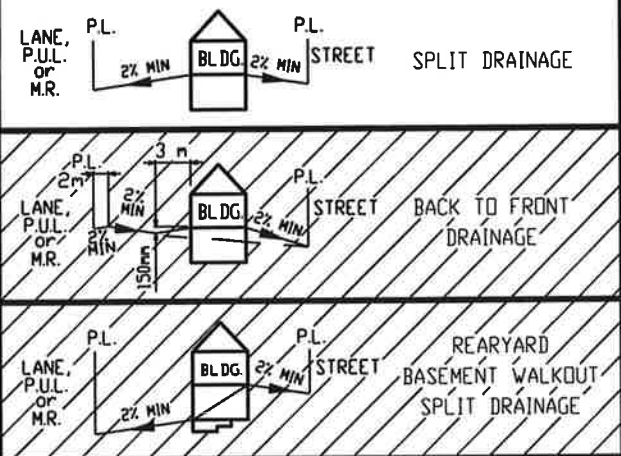 P.L.
P.L.
LANE,
P.U.L.
or
M.R.
2% MIN
BLDG.
2% MIN
STREET
SPLIT DRAINAGE
3 m
P.L.
2m
P.L.
LANE,
P.U.L.
or
M.R.
2% MIN
2% MIN
150mm
BLDG.
2% MIN
STREET
BACK TO FRONT
DRAINAGE
P.L.
P.L.
LANE,
P.U.L.
or
M.R.
2% MIN
BLDG.
2% MIN
STREET
REARYARD
BASEMENT WALKOUT
SPLIT DRAINAGE